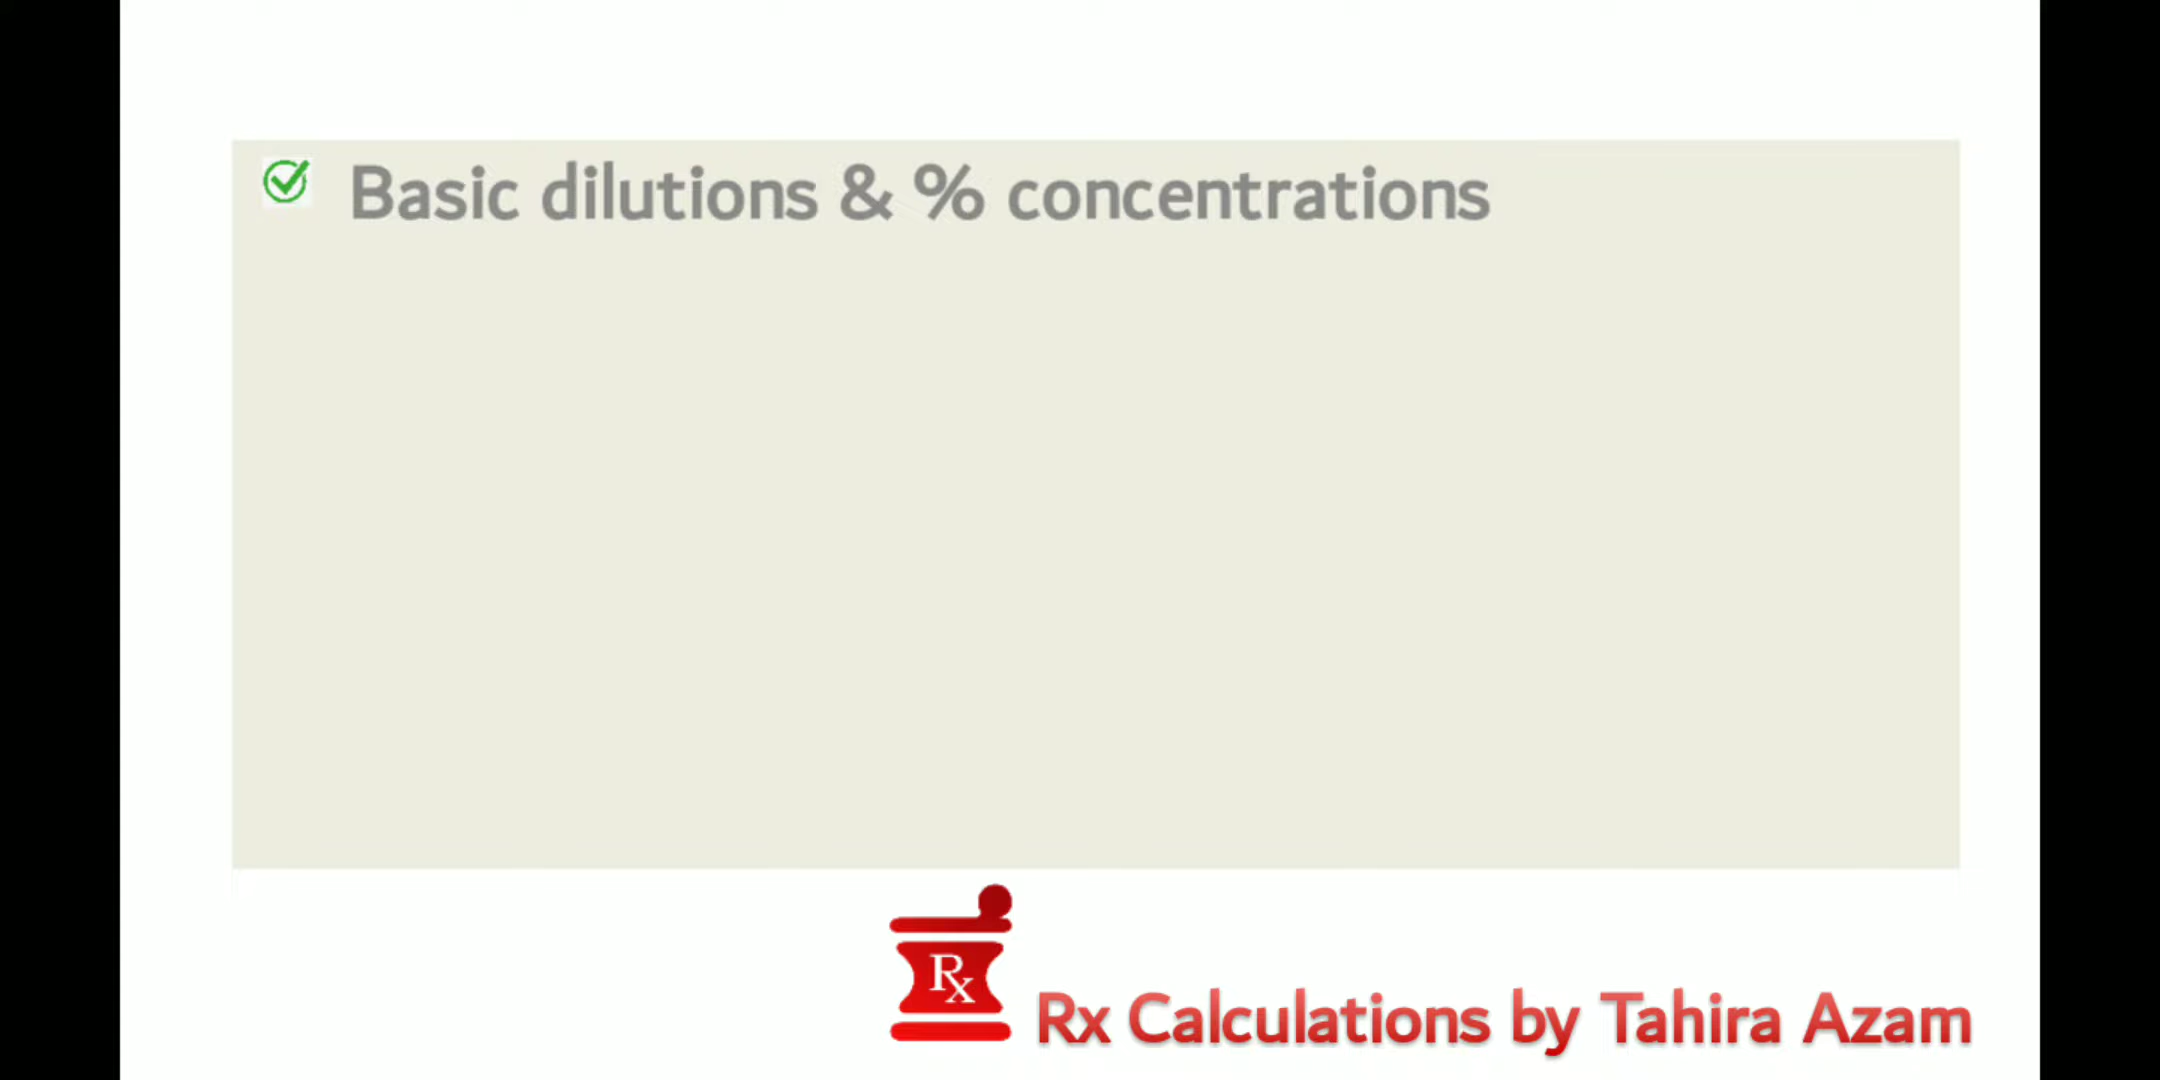 Basic dilutions & % concentrations
Rx
Rx Calculations by Tahira Azam